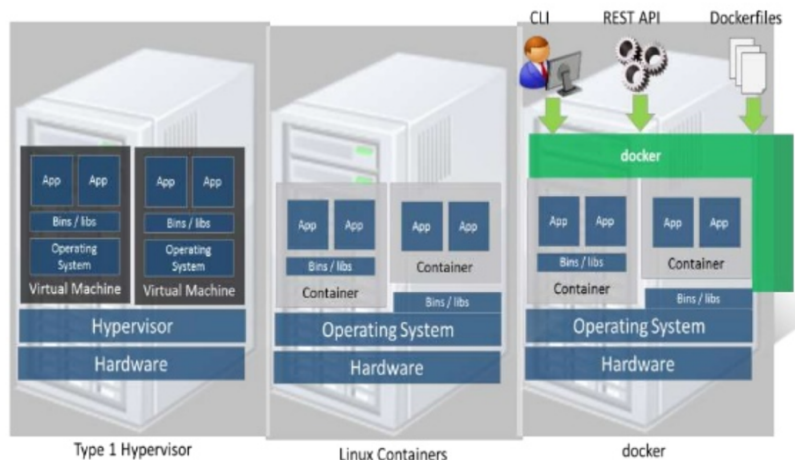 CLI
REST API
Dockerfiles
App
App
Bins / libs
Operating
System
Virtual Machine
App
App
Bins / libs
Operating
System
Virtual Machine
Hypervisor
Hardware
Type 1 Hypervisor
App
App
Bins / libs
Container
App
App
Container
Bins / libs
Operating System
Hardware
Linux Containers
docker
App
App
Bins / libs
Container
App
App
Container
Bins / libs
Operating System
Hardware
docker